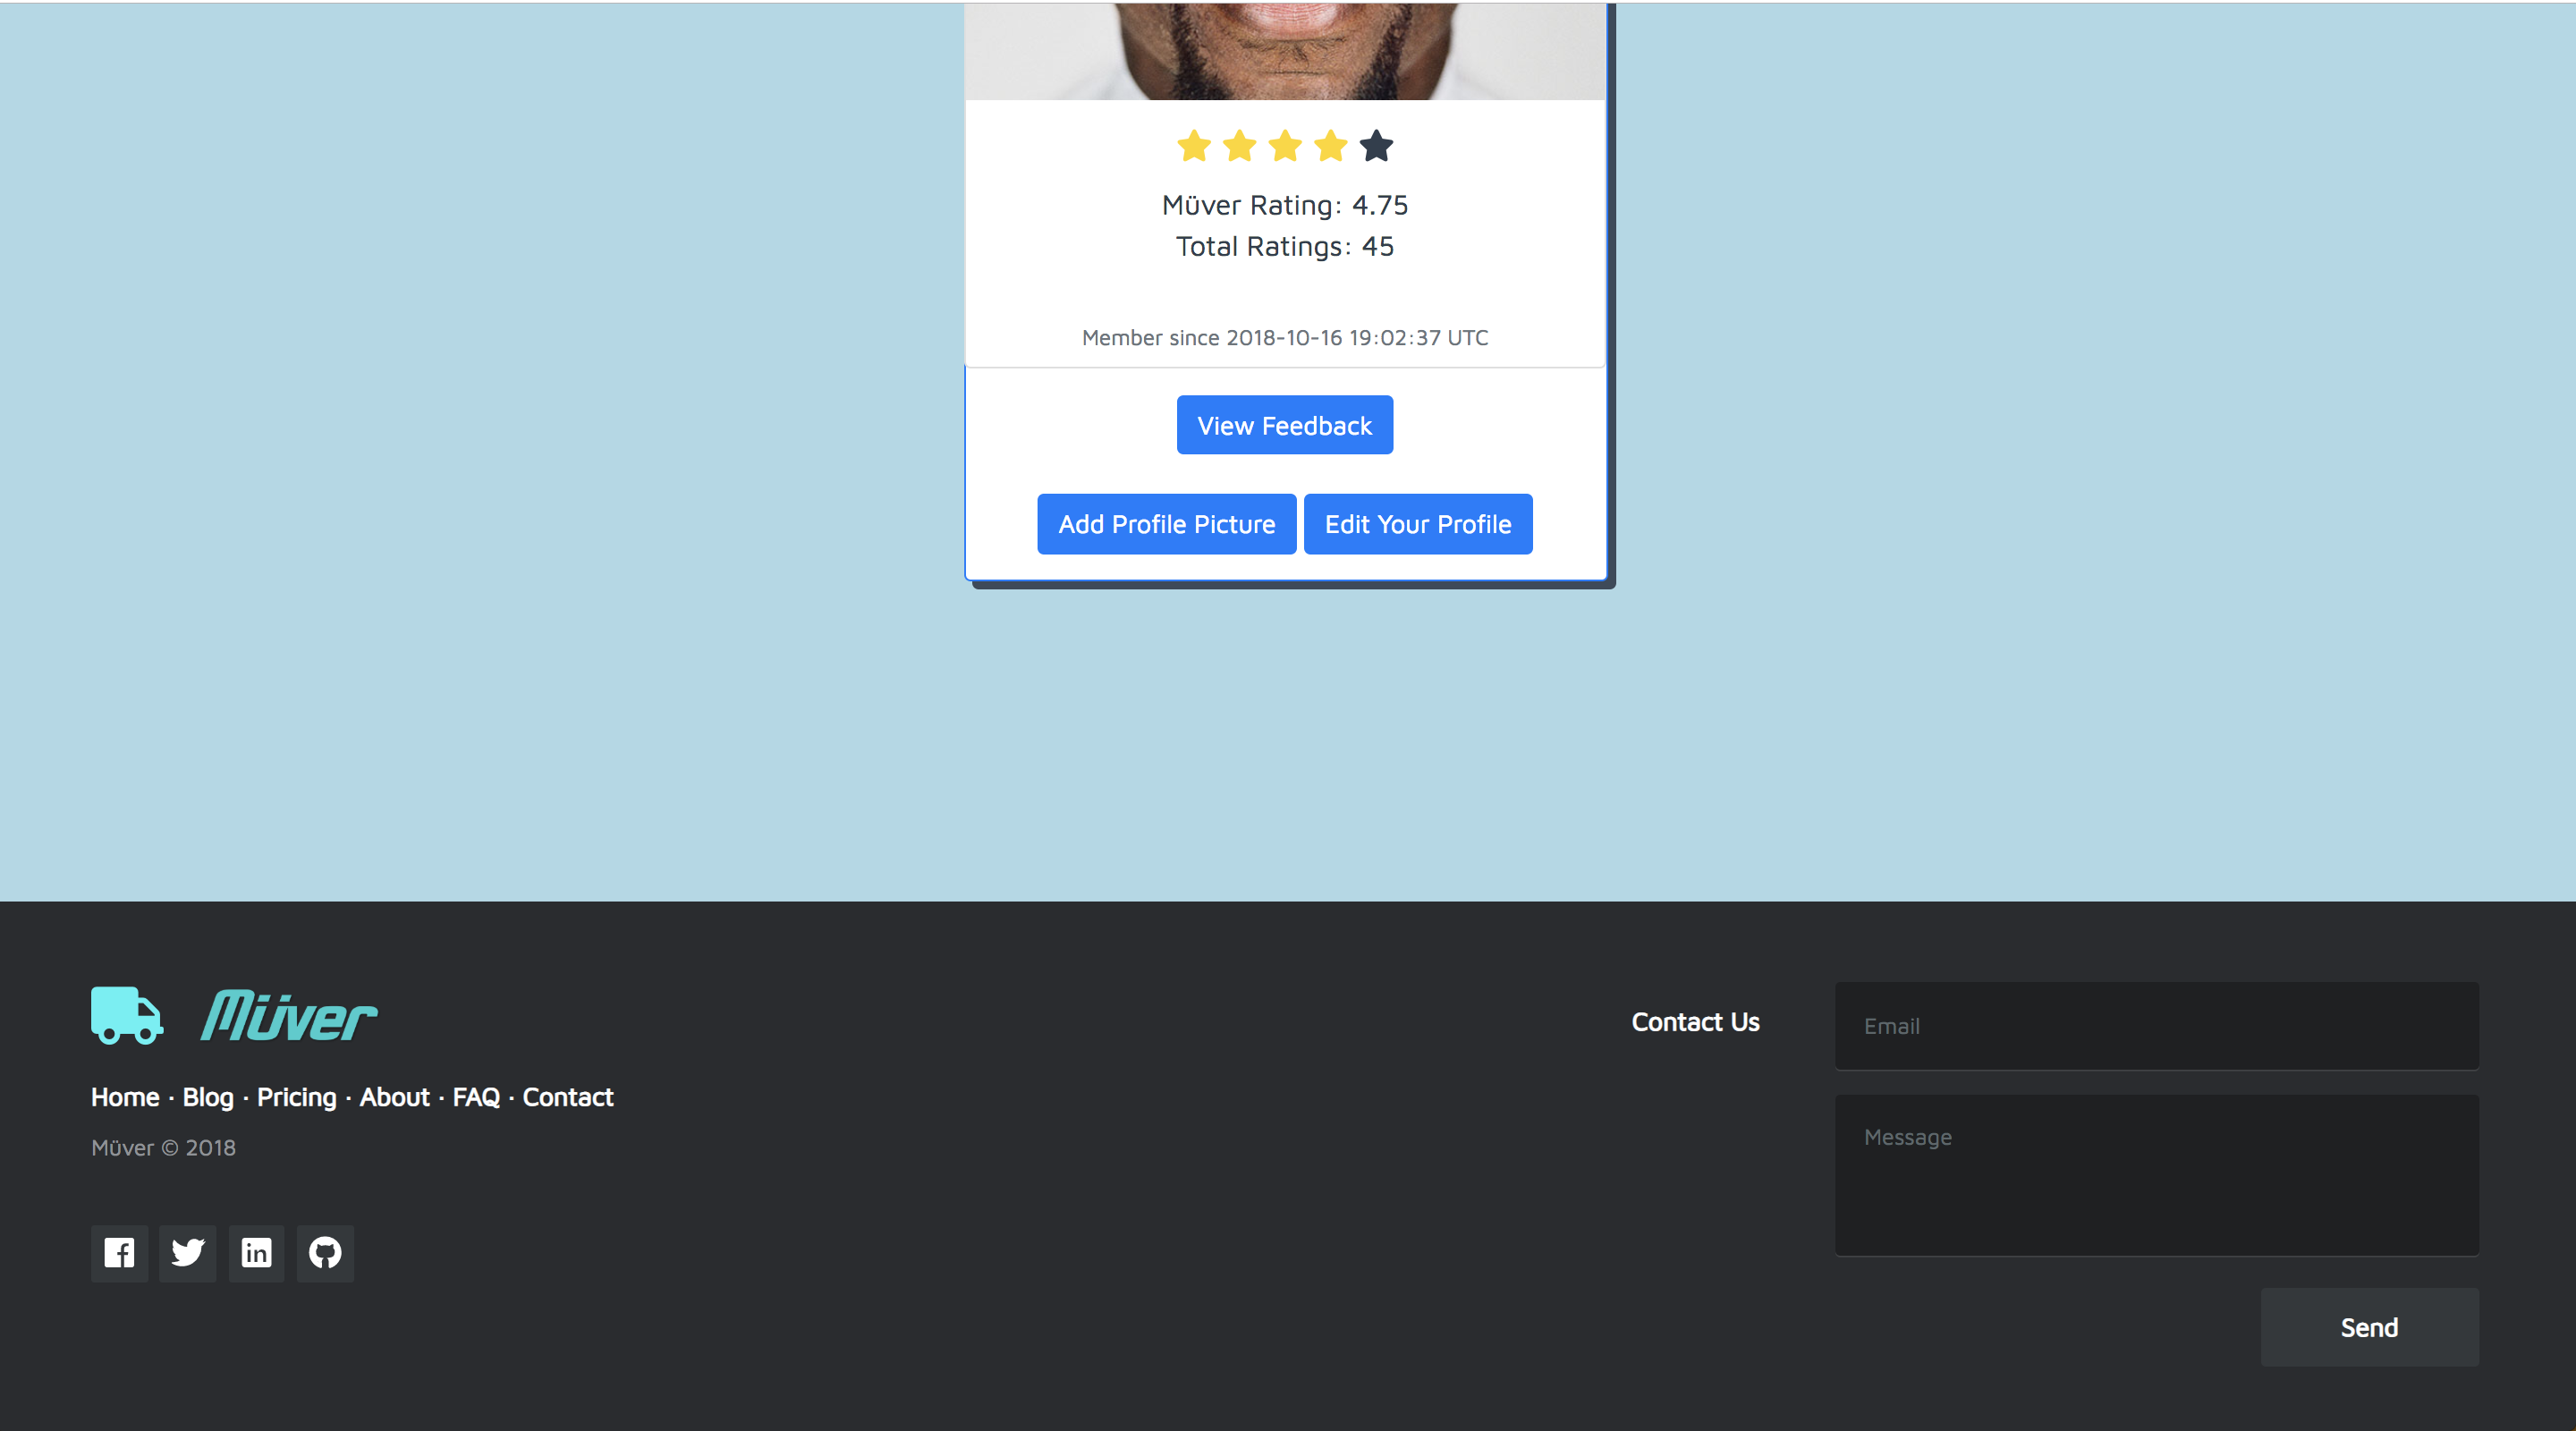 Müver Rating: 4.75
Total Ratings: 45
Member since 2018-10-16 19:02:37 UTC
View Feedback
Add Profile Picture
Edit Your Profile
Müver
Home · Blog · Pricing · About · FAQ · Contact
Müver © 2018
Contact Us
Email
Message
Send